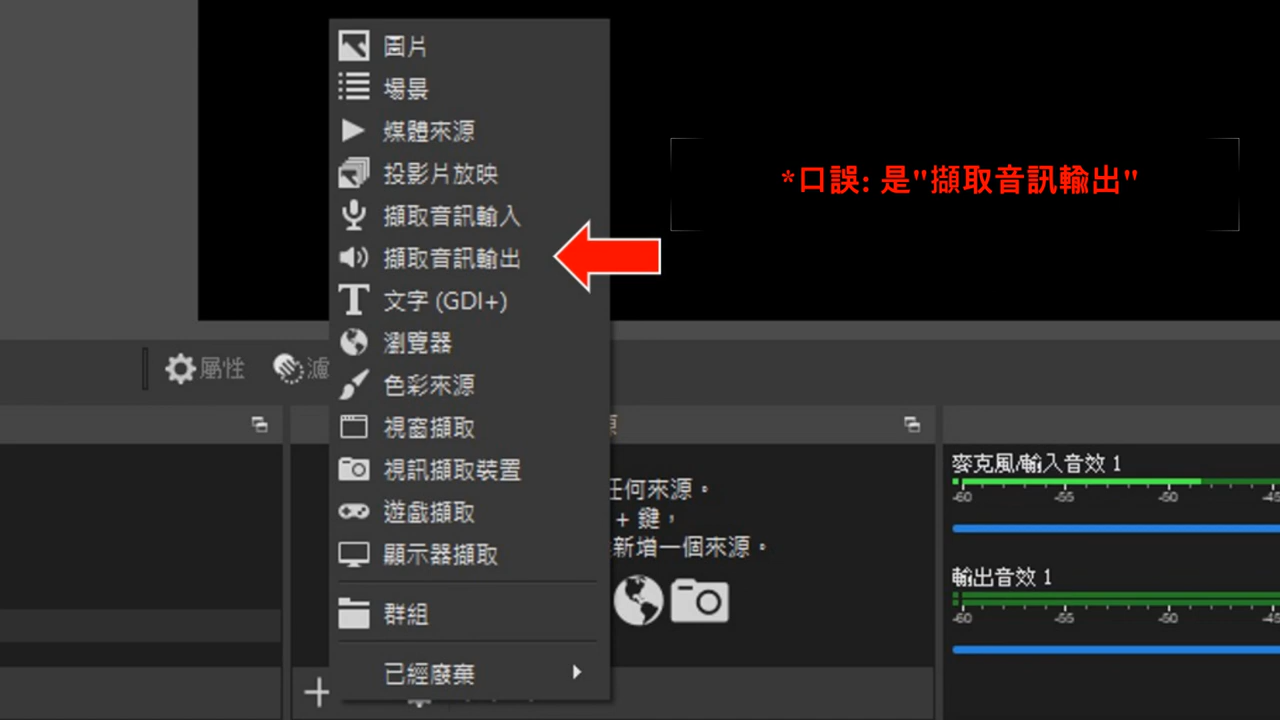 圖片
場景
媒體來源
投影片放映
擷取音訊輸入
擷取音訊輸出
文字 (GDI+)
瀏覽器
色彩來源
視窗擷取
視訊擷取裝置
遊戲擷取
顯示器擷取
群組
已經廢棄
*口誤: 是"擷取音訊輸出"
屬性
濾
任何來源。
+ 鍵，
新增一個來源。
麥克風/輸入音效 1
-60 -55 -50 -45
輸出音效 1
-60 -55 -50 -45